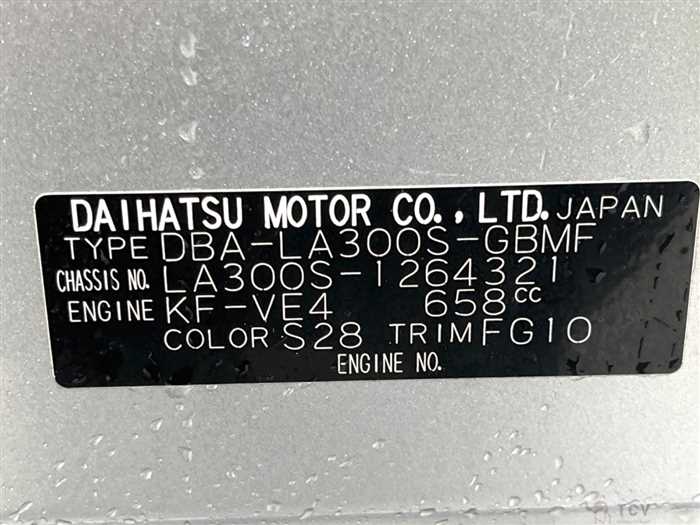 DAIHATSU MOTOR CO., LTD. JAPAN
TYPE DBA-LA300S-GBMF
CHASSIS NO. LA300S-1264321
ENGINE KF-VE4 658cc
COLOR S28 TRIM FG10
ENGINE NO.
TCV